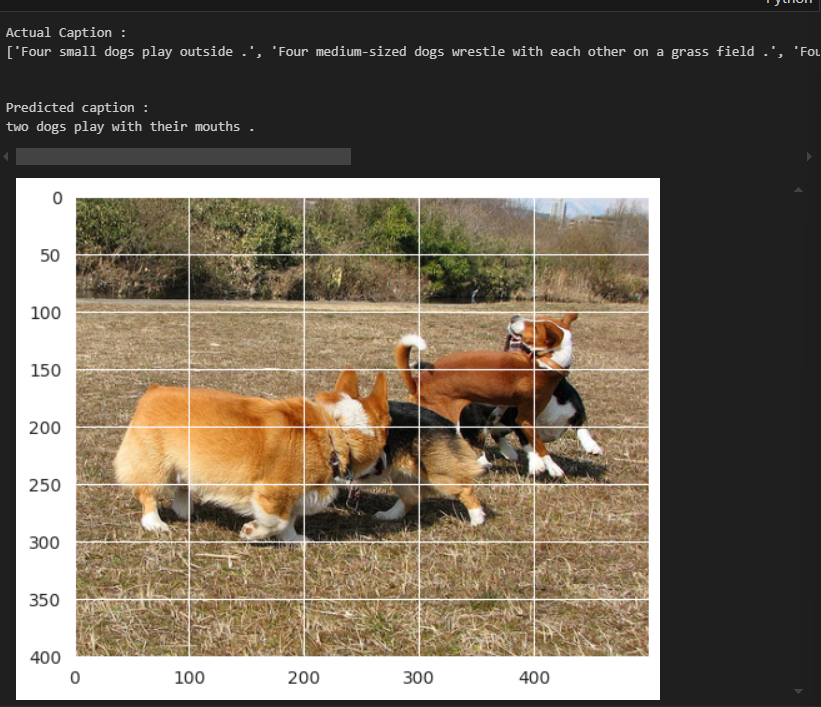 Python
Actual Caption :
['Four small dogs play outside .', 'Four medium-sized dogs wrestle with each other on a grass field .', 'Fou
Predicted caption :
two dogs play with their mouths .
0
50
100
150
200
250
300
350
400
0 100 200 300 400